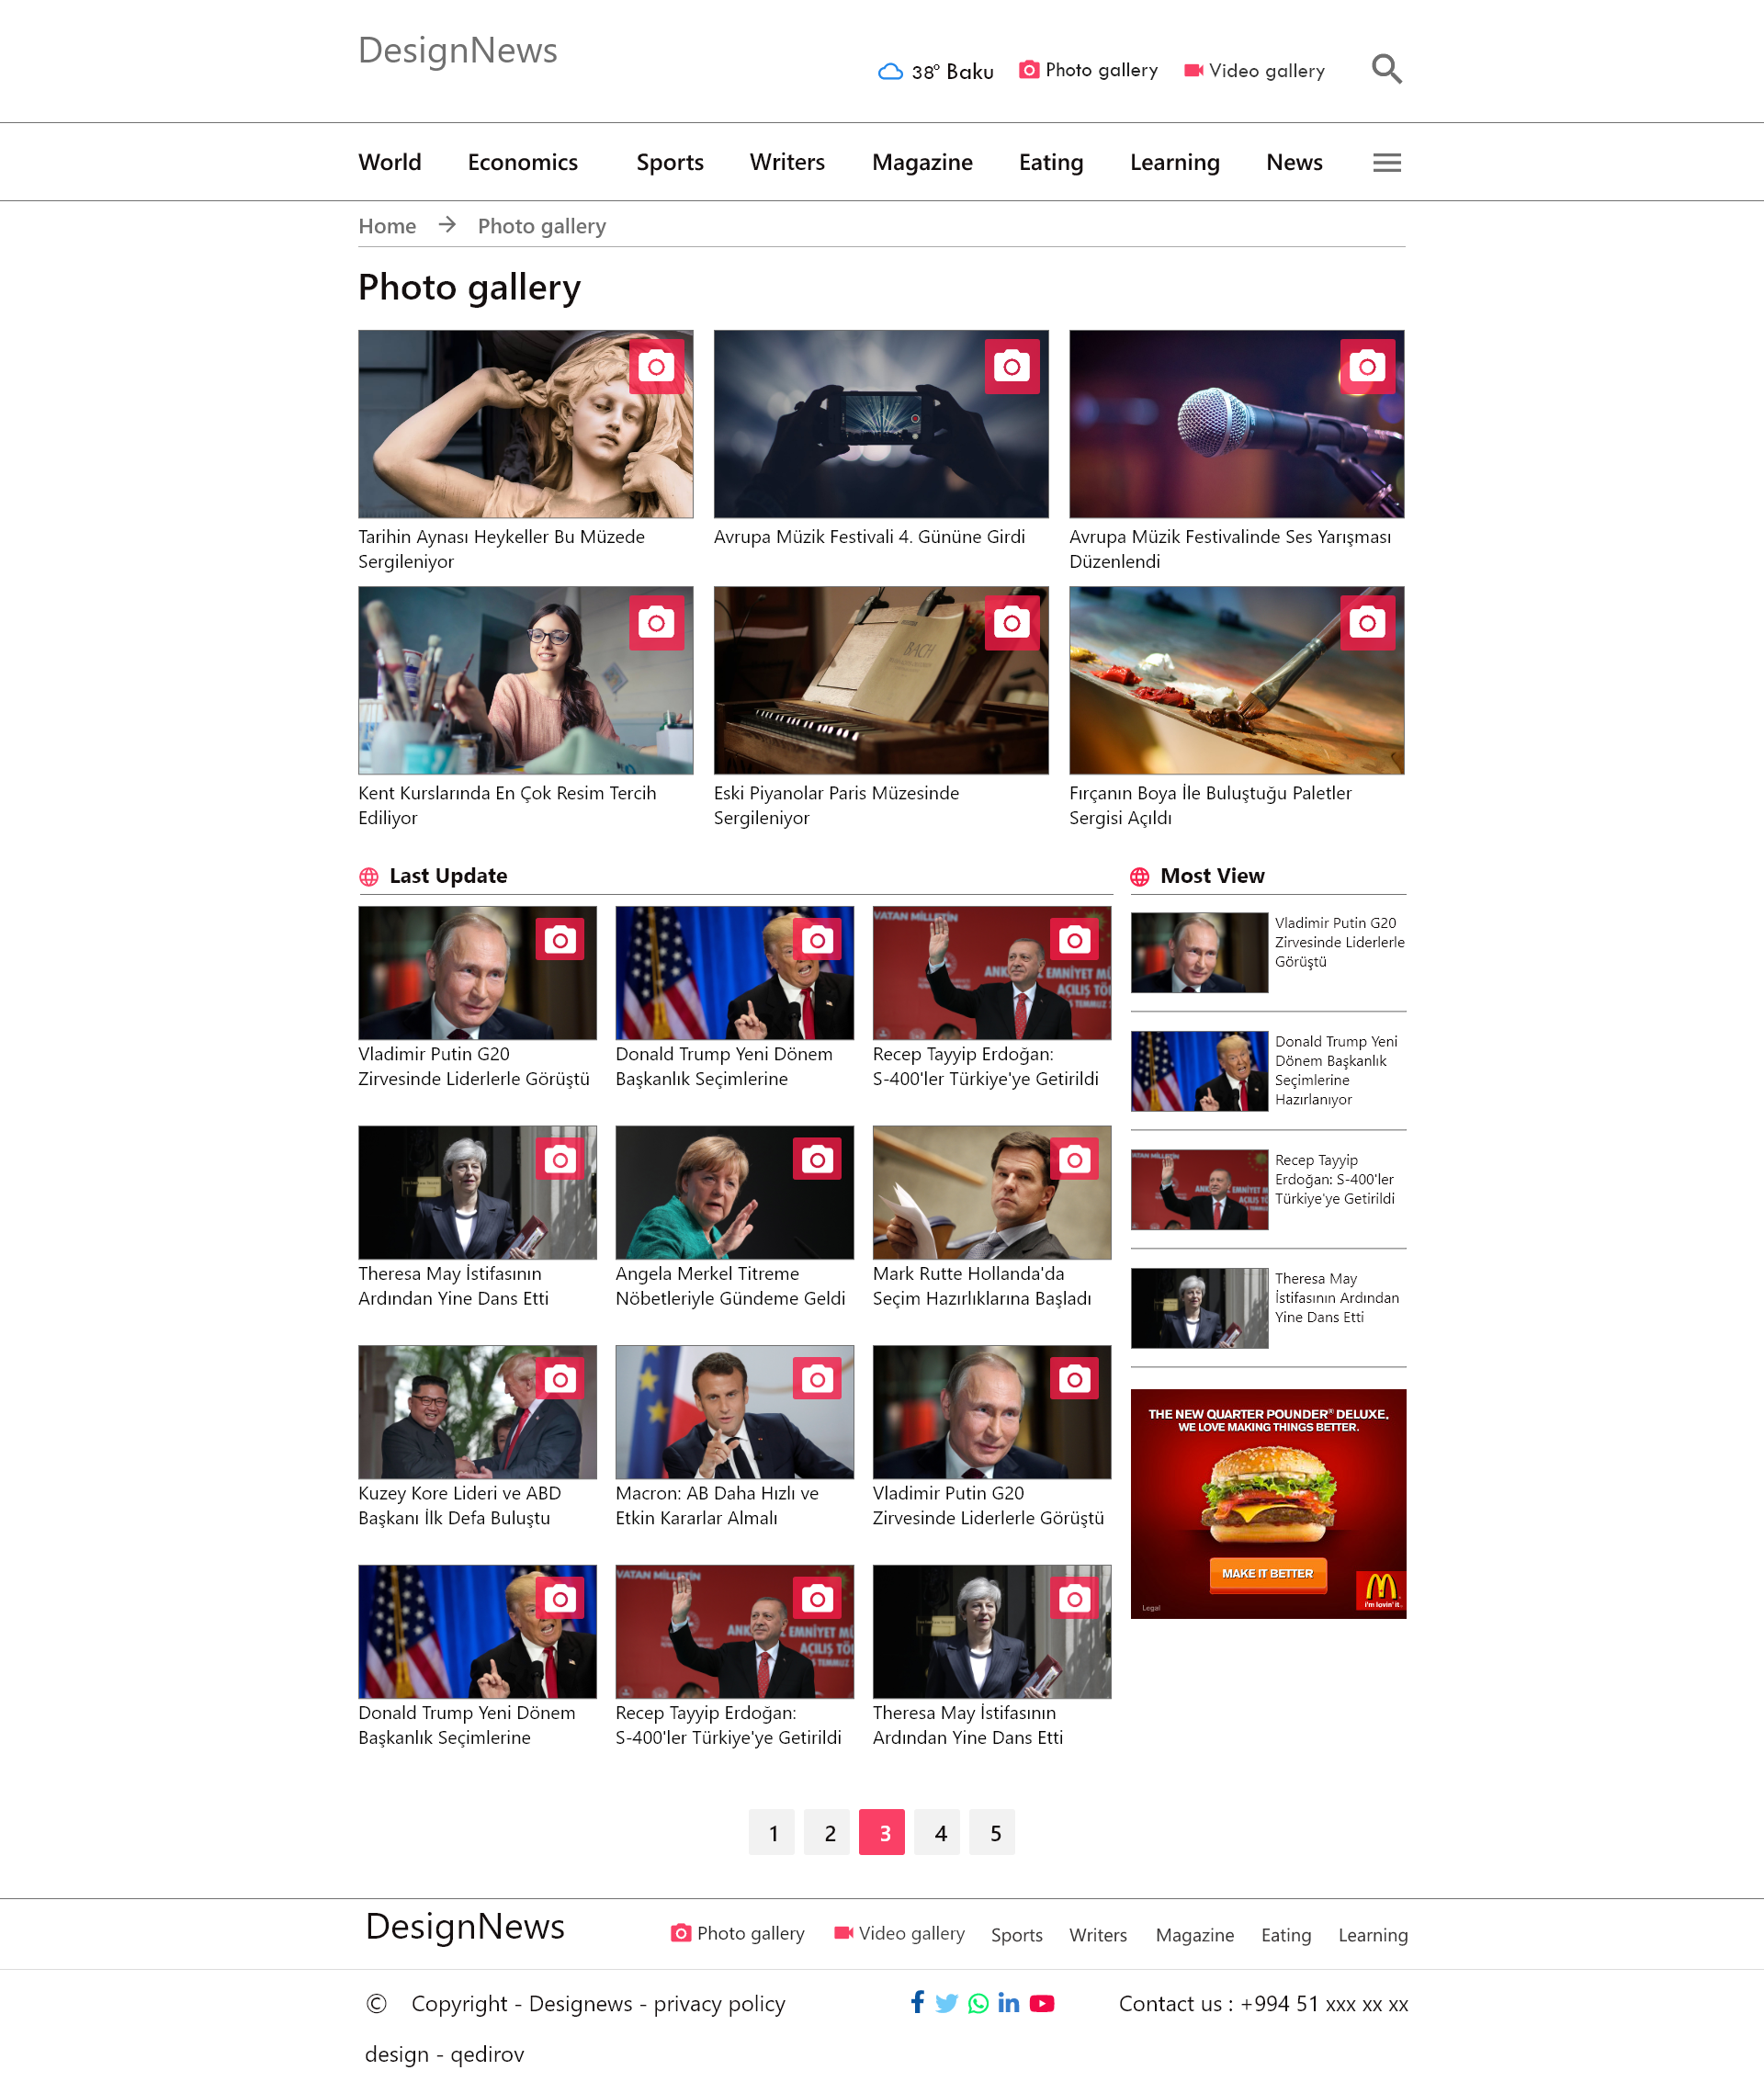 DesignNews
38° Baku
Photo gallery
Video gallery
World Economics Sports Writers Magazine Eating Learning News
Home → Photo gallery
Photo gallery
BACH
Tarihin Aynası Heykeller Bu Müzede
Sergileniyor
Avrupa Müzik Festivali 4. Gününe Girdi
Avrupa Müzik Festivalinde Ses Yarışması
Düzenlendi
Kent Kurslarında En Çok Resim Tercih
Ediliyor
Eski Piyanolar Paris Müzesinde
Sergileniyor
Fırçanın Boya İle Buluştuğu Paletler
Sergisi Açıldı
Last Update
VATAN MİLLETİN
Vladimir Putin G20
Zirvesinde Liderlerle Görüştü
Donald Trump Yeni Dönem
Başkanlık Seçimlerine
Recep Tayyip Erdoğan:
S-400'ler Türkiye'ye Getirildi
Theresa May İstifasının
Ardından Yine Dans Etti
Angela Merkel Titreme
Nöbetleriyle Gündeme Geldi
Mark Rutte Hollanda'da
Seçim Hazırlıklarına Başladı
Kuzey Kore Lideri ve ABD
Başkanı İlk Defa Buluştu
Macron: AB Daha Hızlı ve
Etkin Kararlar Almalı
Vladimir Putin G20
Zirvesinde Liderlerle Görüştü
VATAN MİLLETİN
Donald Trump Yeni Dönem
Başkanlık Seçimlerine
Recep Tayyip Erdoğan:
S-400'ler Türkiye'ye Getirildi
Theresa May İstifasının
Ardından Yine Dans Etti
Most View
Vladimir Putin G20
Zirvesinde Liderlerle
Görüştü
Donald Trump Yeni
Dönem Başkanlık
Seçimlerine
Hazırlanıyor
Recep Tayyip
Erdoğan: S-400'ler
Türkiye'ye Getirildi
Theresa May
İstifasının Ardından
Yine Dans Etti
THE NEW QUARTER POUNDER® DELUXE.
WE LOVE MAKING THINGS BETTER.
MAKE IT BETTER
i'm lovin' it
Legal
1 2 3 4 5
DesignNews
Photo gallery
Video gallery
Sports Writers Magazine Eating Learning
© Copyright - Designews - privacy policy
Contact us : +994 51 xxx xx xx
design - qedirov